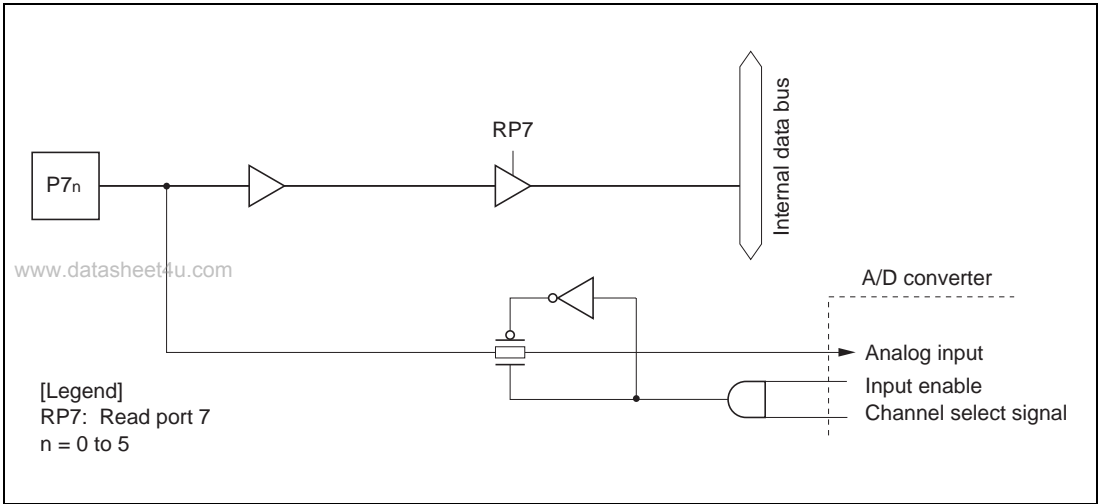 RP7
P7n
Internal data bus
www.datasheet4u.com
A/D converter
Analog input
Input enable
Channel select signal
[Legend]
RP7: Read port 7
n = 0 to 5